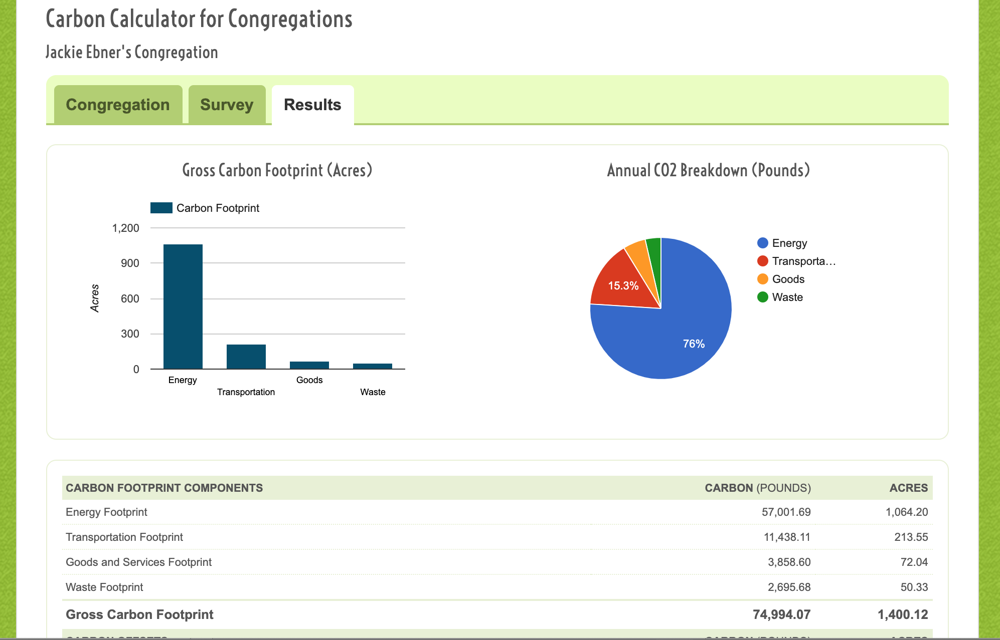 Carbon Calculator for Congregations
Jackie Ebner's Congregation
Congregation Survey Results
Gross Carbon Footprint (Acres)
Carbon Footprint
1,200
900
600
300
0
Acres
Energy
Transportation
Goods
Waste
Annual CO2 Breakdown (Pounds)
15.3%
76%
Energy
Transporta...
Goods
Waste
CARBON FOOTPRINT COMPONENTS CARBON (POUNDS) ACRES
Energy Footprint 57,001.69 1,064.20
Transportation Footprint 11,438.11 213.55
Goods and Services Footprint 3,858.60 72.04
Waste Footprint 2,695.68 50.33
Gross Carbon Footprint 74,994.07 1,400.12